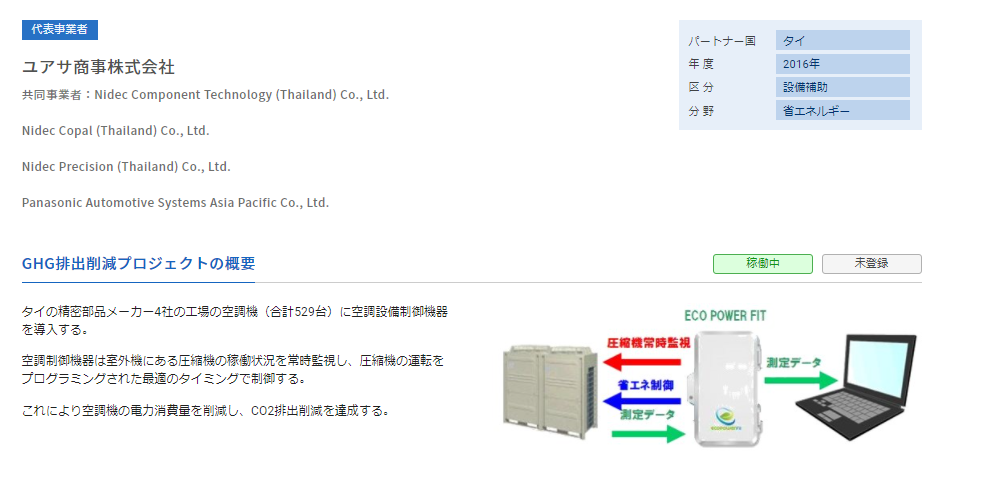 代表事業者
ユアサ商事株式会社
共同事業者：Nidec Component Technology (Thailand) Co., Ltd.
Nidec Copal (Thailand) Co., Ltd.
Nidec Precision (Thailand) Co., Ltd.
Panasonic Automotive Systems Asia Pacific Co., Ltd.
パートナー国 タイ
年度 2016年
区分 設備補助
分野 省エネルギー
GHG排出削減プロジェクトの概要
稼働中
未登録
タイの精密部品メーカー4社の工場の空調機（合計529台）に空調設備制御機器
を導入する。
空調制御機器は室外機にある圧縮機の稼働状況を常時監視し、圧縮機の運転を
プログラミングされた最適のタイミングで制御する。
これにより空調機の電力消費量を削減し、CO2排出削減を達成する。
ECO POWER FIT
圧縮機常時監視
省エネ制御
測定データ
測定データ